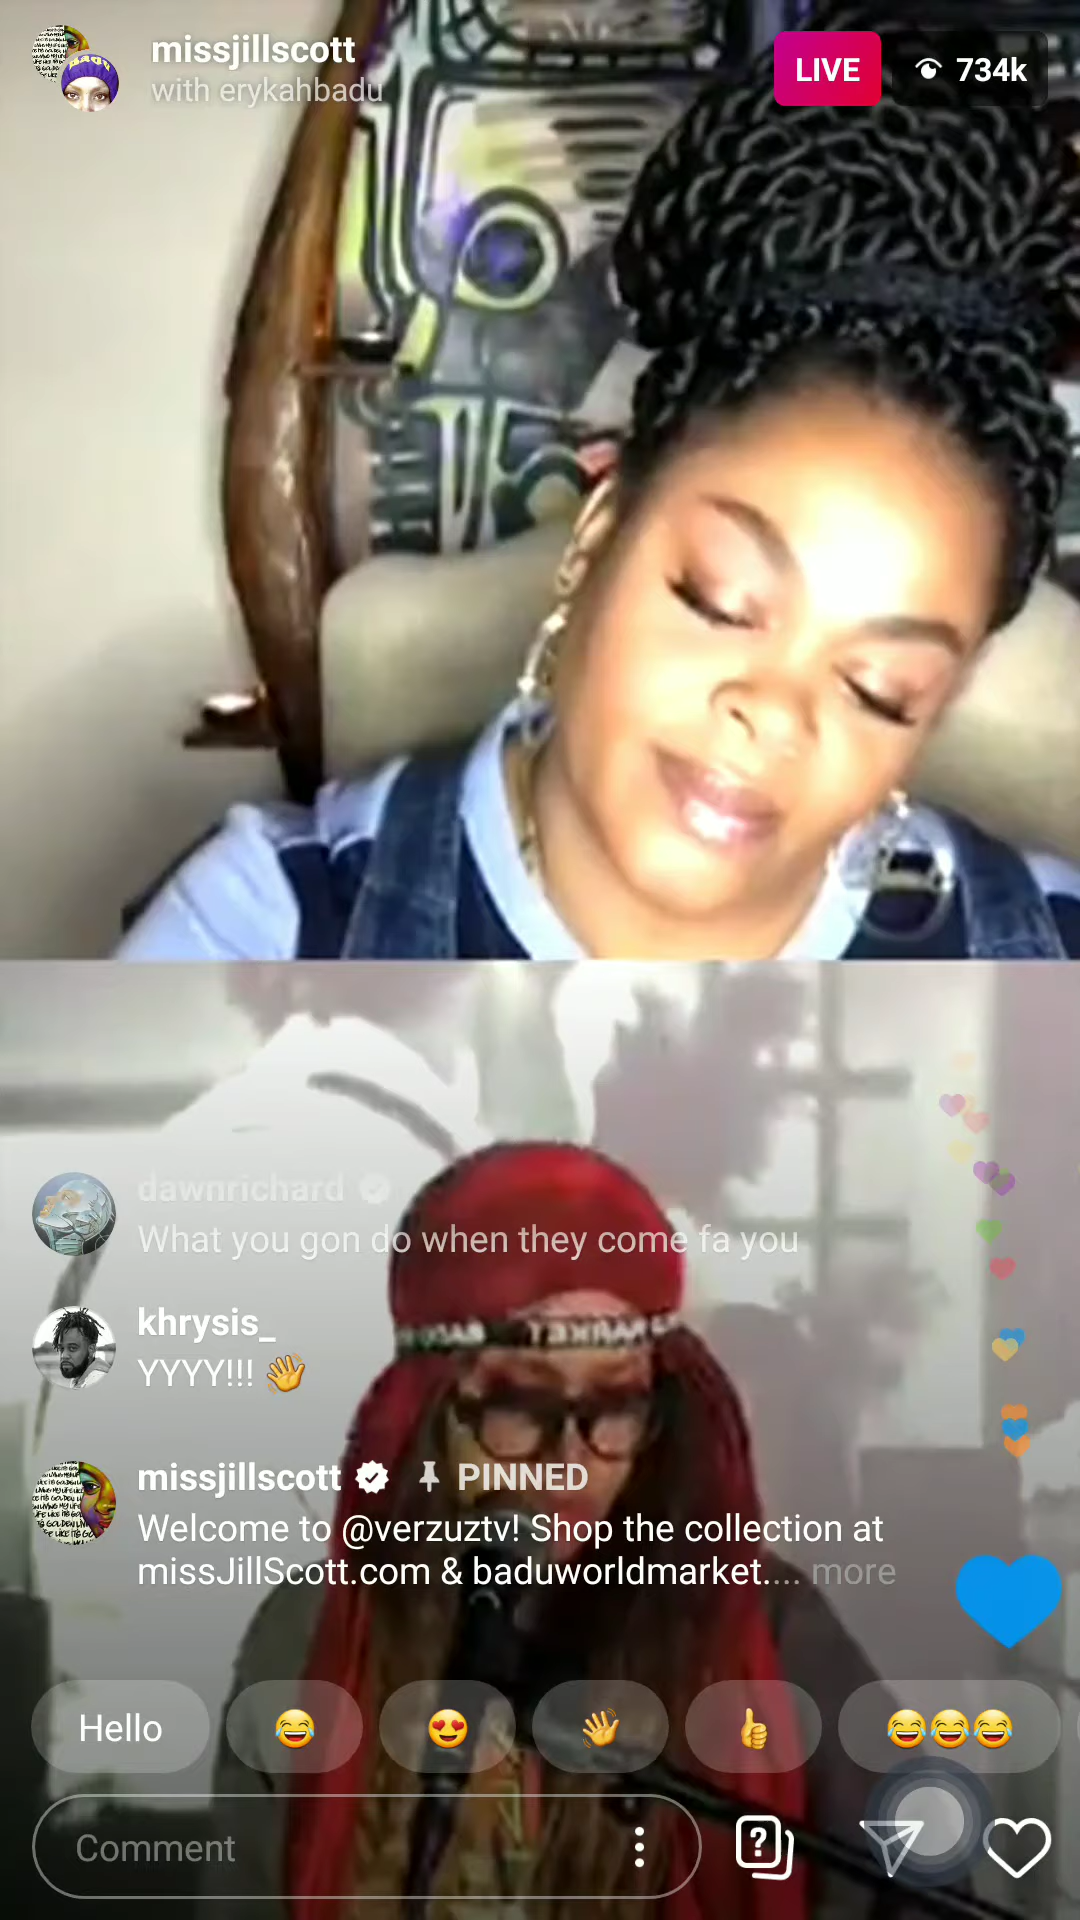 missjillscott
with erykahbadu
LIVE
734k
dawnrichard
What you gon do when they come fa you
khrysis_
YYYY!!! 👋
missjillscott PINNED
Welcome to @verzuztv! Shop the collection at
missJillScott.com & baduworldmarket.... more
Hello
😂
😍
👋
👍
😂😂😂
Comment